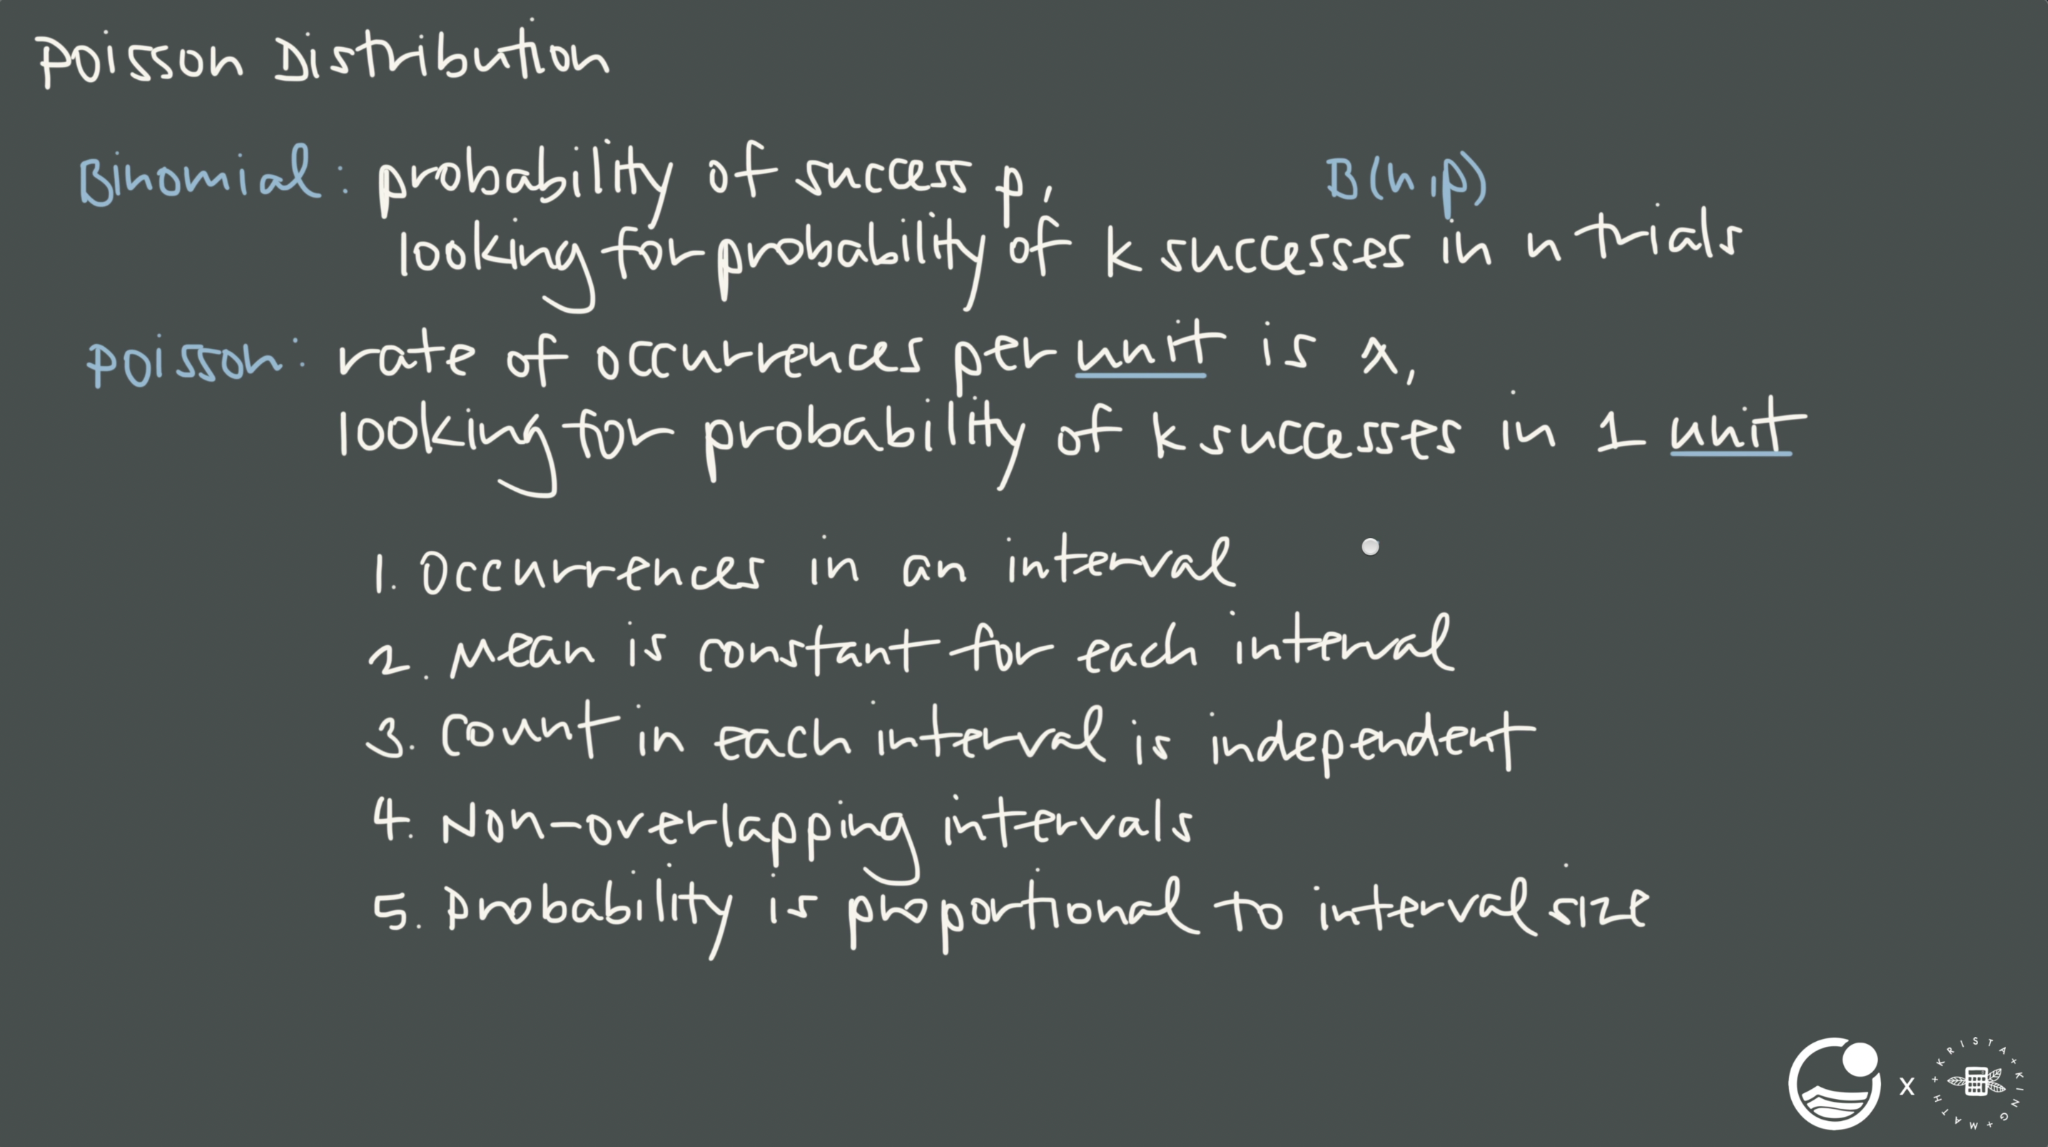 Poisson Distribution
Binomial: probability of success p, B(n,p)
looking for probability of k successes in n trials
Poisson: rate of occurrences per unit is λ,
looking for probability of k successes in 1 unit
1. Occurrences in an interval
2. Mean is constant for each interval
3. Count in each interval is independent
4. Non-overlapping intervals
5. Probability is proportional to interval size
x
KRISTA + KING + MATH +